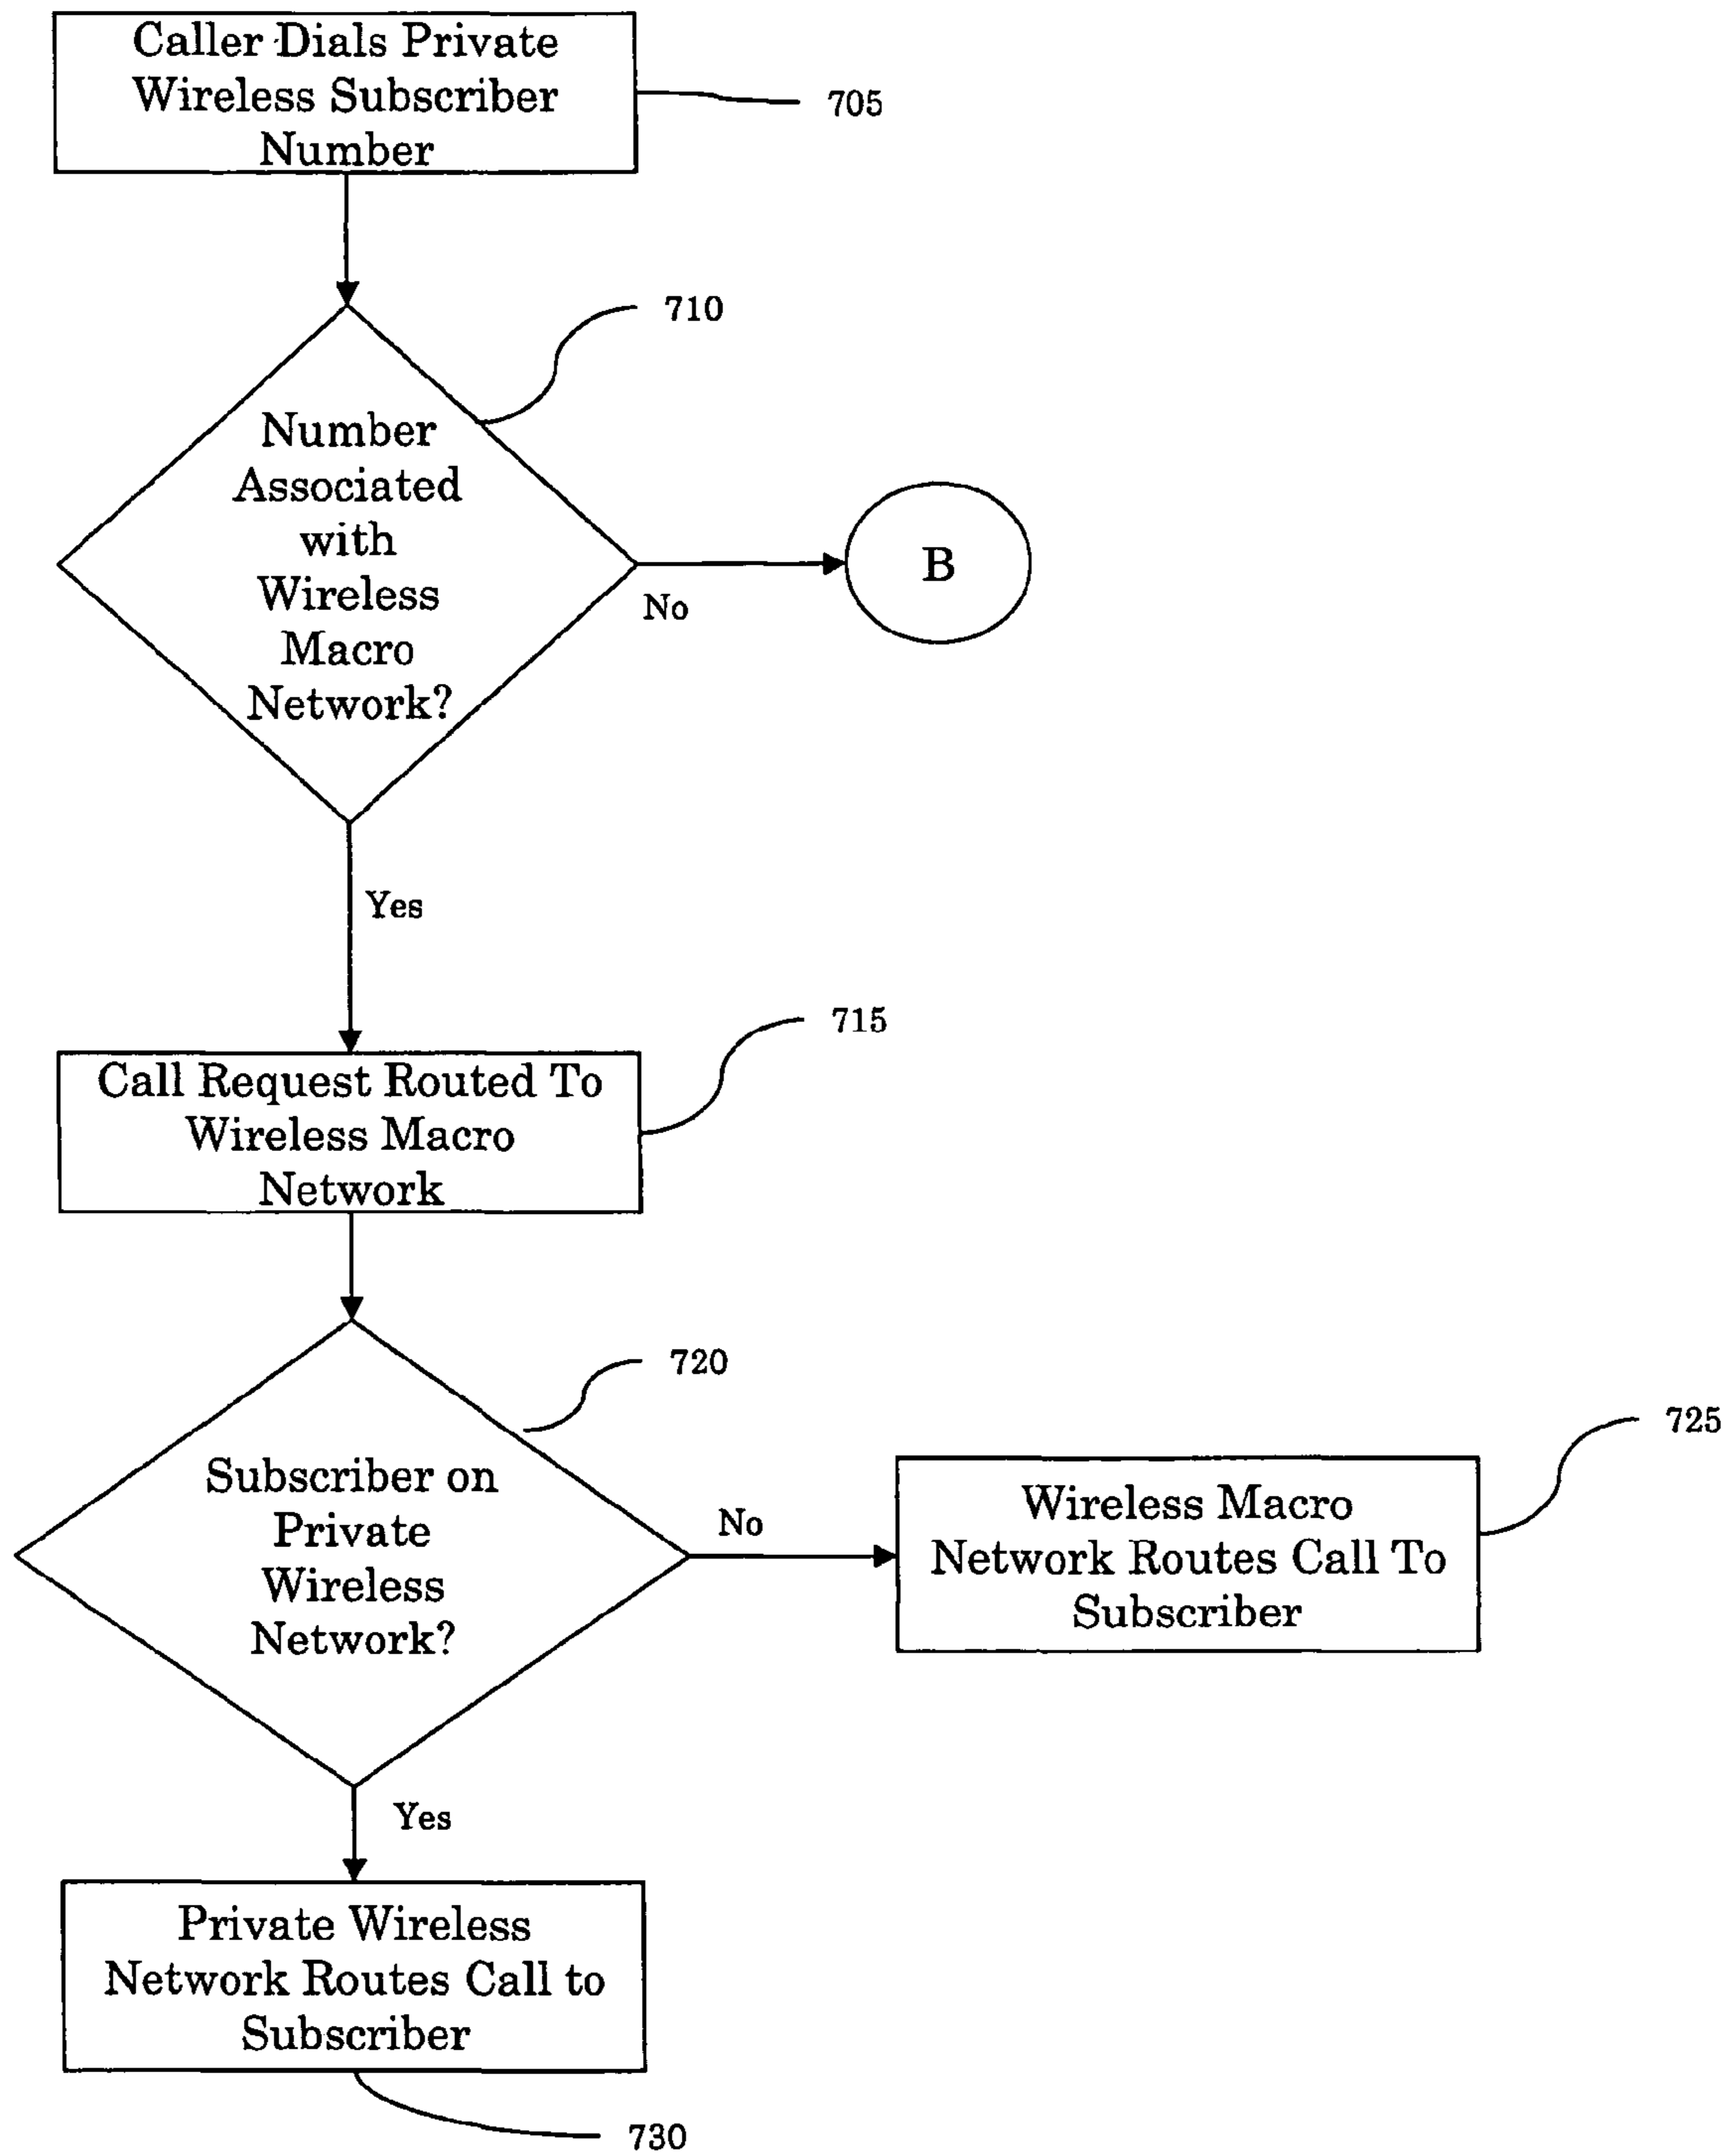 Caller Dials Private
Wireless Subscriber
Number
705
710
Number
Associated
with
Wireless
Macro
Network?
No
B
Yes
715
Call Request Routed To
Wireless Macro
Network
720
Subscriber on
Private
Wireless
Network?
No
725
Wireless Macro
Network Routes Call To
Subscriber
Yes
Private Wireless
Network Routes Call to
Subscriber
730